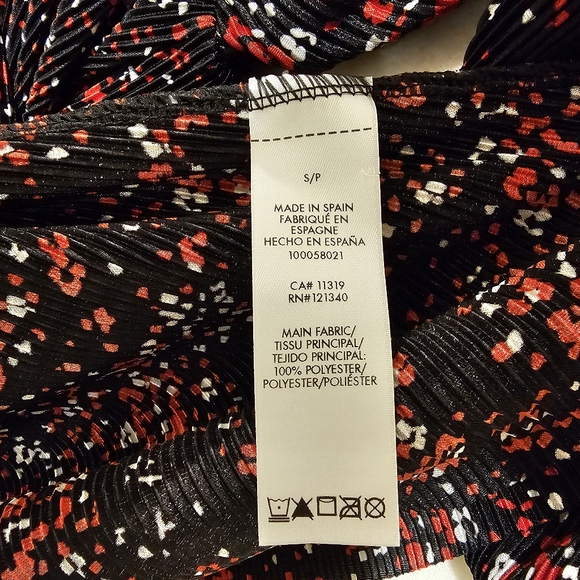 S/P
MADE IN SPAIN
FABRIQUÉ EN
ESPAGNE
HECHO EN ESPAÑA
100058021
CA# 11319
RN#121340
MAIN FABRIC/
TISSU PRINCIPAL/
TEJIDO PRINCIPAL:
100% POLYESTER/
POLYESTER/POLIÉSTER